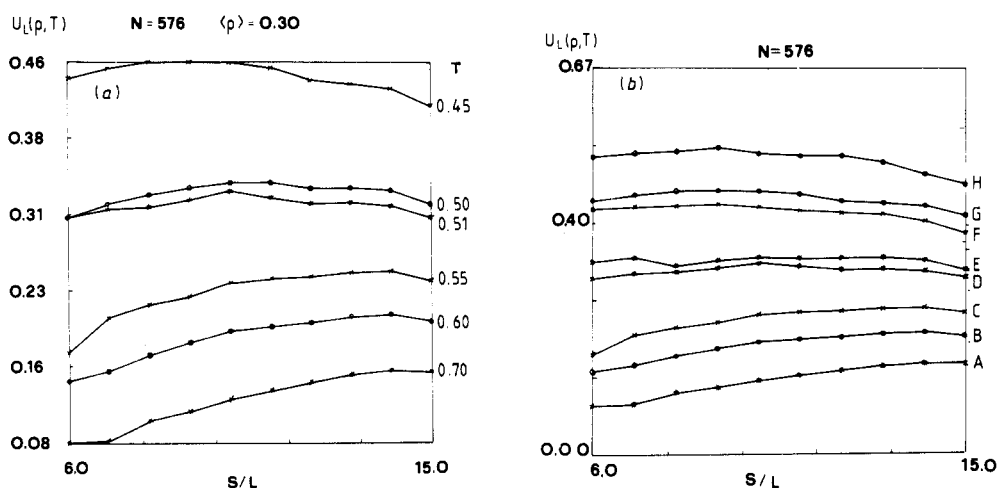 U_L(ρ,T) N = 576 ⟨ρ⟩ = 0.30
0.46
(a)
T
0.45
0.38
0.50
0.31
0.51
0.23
0.55
0.60
0.16
0.70
0.08
6.0
15.0
S/L
U_L(ρ,T)
N=576
0.67
(b)
H
G
0.40
F
E
D
C
B
A
0.00
6.0
15.0
S/L